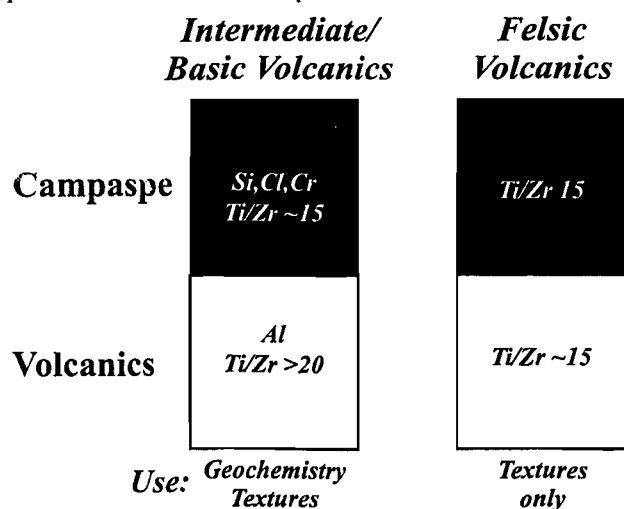 Intermediate/
Basic Volcanics
Felsic
Volcanics
Campaspe
Si,Cl,Cr
Ti/Zr ~15
Ti/Zr 15
Volcanics
Al
Ti/Zr >20
Ti/Zr ~15
Use:
Geochemistry
Textures
Textures
only